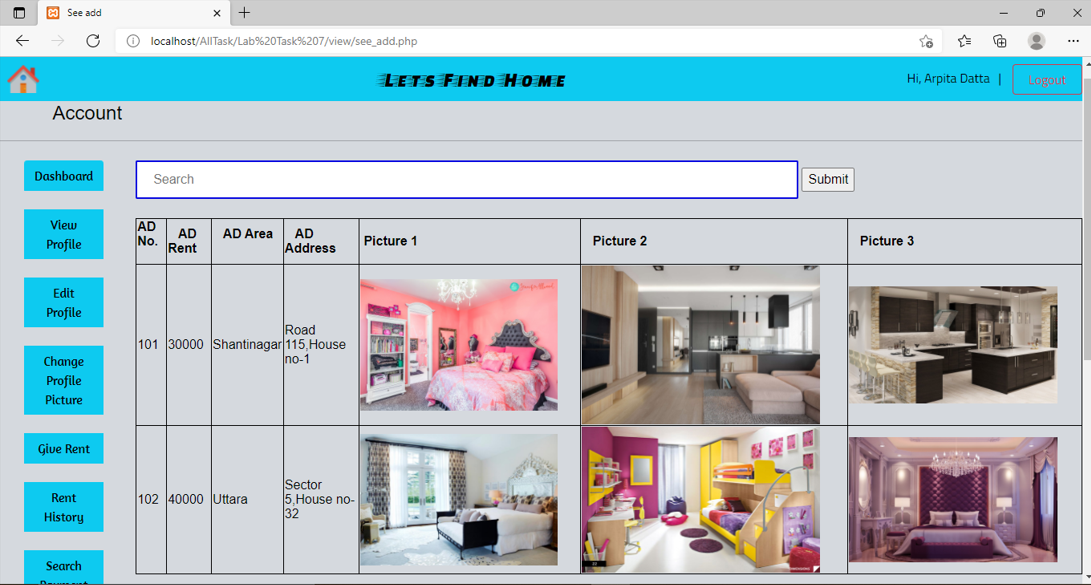 See add
localhost/AllTask/Lab%20Task%207/view/see_add.php
LETS FIND HOME
Hi, Arpita Datta |
Logout
Account
Dashboard
View
Profile
Edit
Profile
Change
Profile
Picture
Give Rent
Rent
History
Search
Payment
Search
Submit
AD
No.
AD
Rent
AD Area
AD
Address
Picture 1
Picture 2
Picture 3
101
30000
Shantinagar
Road
115,House
no-1
102
40000
Uttara
Sector
5,House no-
32